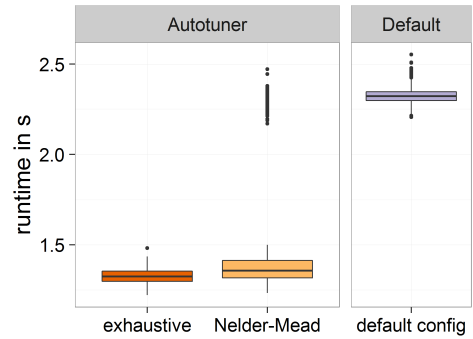 Autotuner Default
runtime in s
2.5
2.0
1.5
exhaustive Nelder-Mead default config